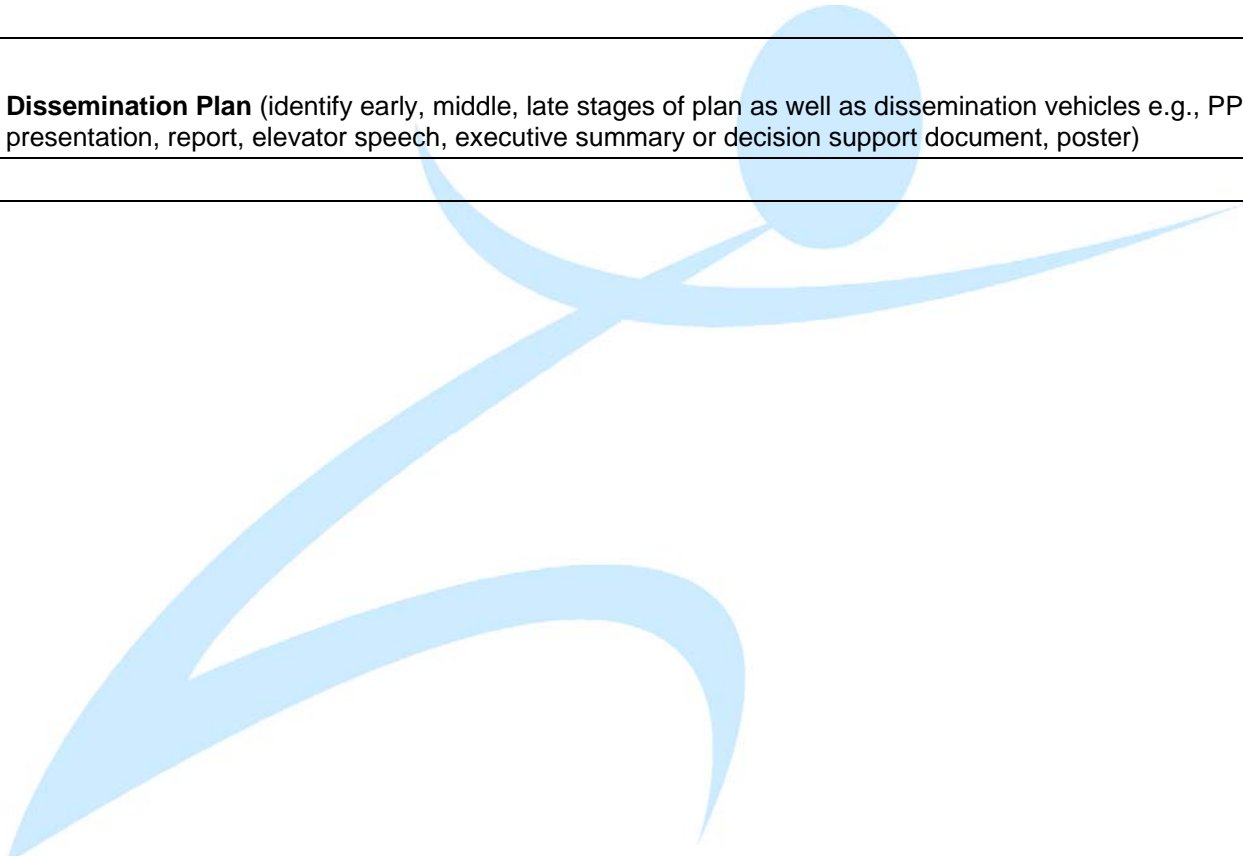 Dissemination Plan (identify early, middle, late stages of plan as well as dissemination vehicles e.g., PP
presentation, report, elevator speech, executive summary or decision support document, poster)